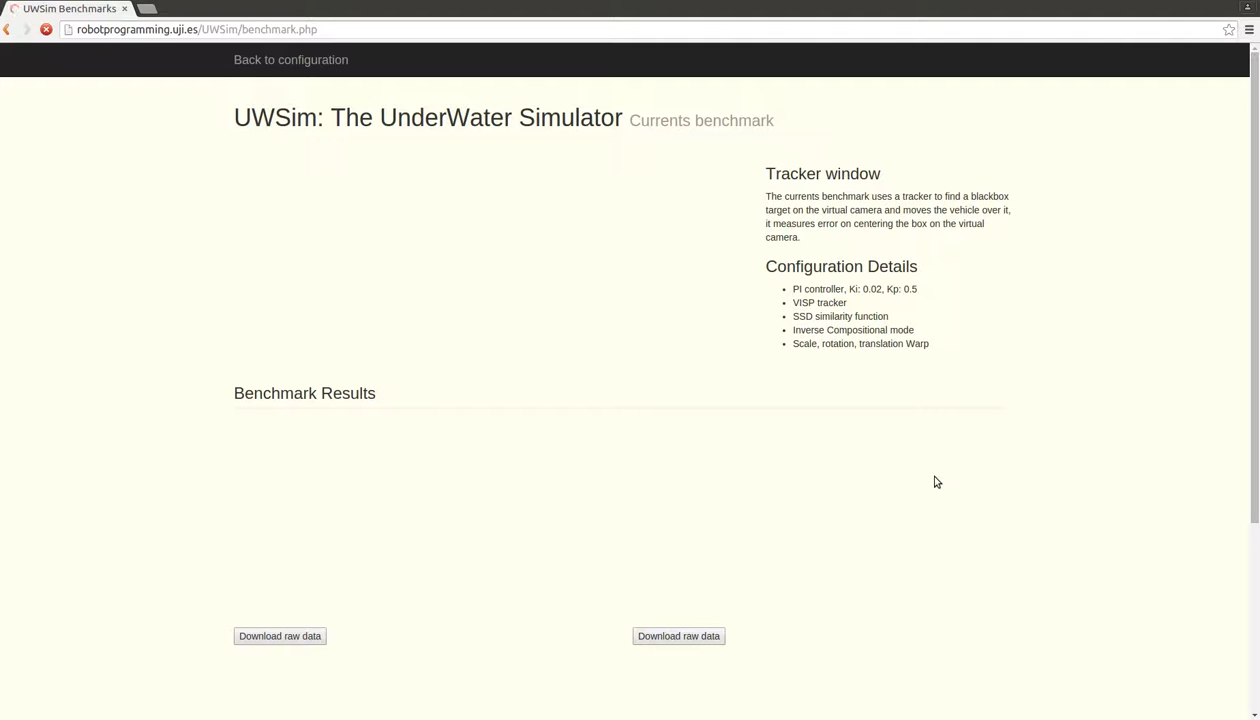 UWSim Benchmarks
robotprogramming.uji.es/UWSim/benchmark.php
Back to configuration
UWSim: The UnderWater Simulator Currents benchmark
Tracker window
The currents benchmark uses a tracker to find a blackbox
target on the virtual camera and moves the vehicle over it,
it measures error on centering the box on the virtual
camera.
Configuration Details
• PI controller, Ki: 0.02, Kp: 0.5
• VISP tracker
• SSD similarity function
• Inverse Compositional mode
• Scale, rotation, translation Warp
Benchmark Results
Download raw data
Download raw data